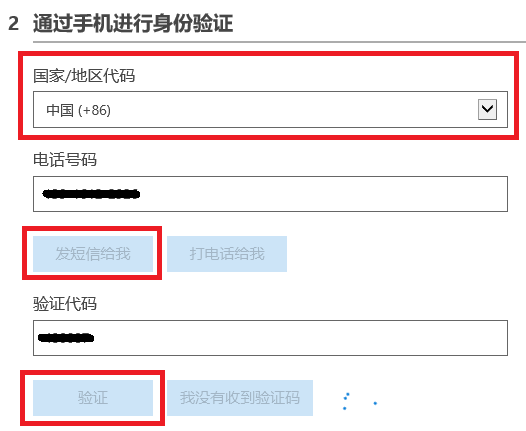 2 通过手机进行身份验证
国家/地区代码
中国 (+86)
电话号码
发短信给我 打电话给我
验证代码
验证 我没有收到验证码